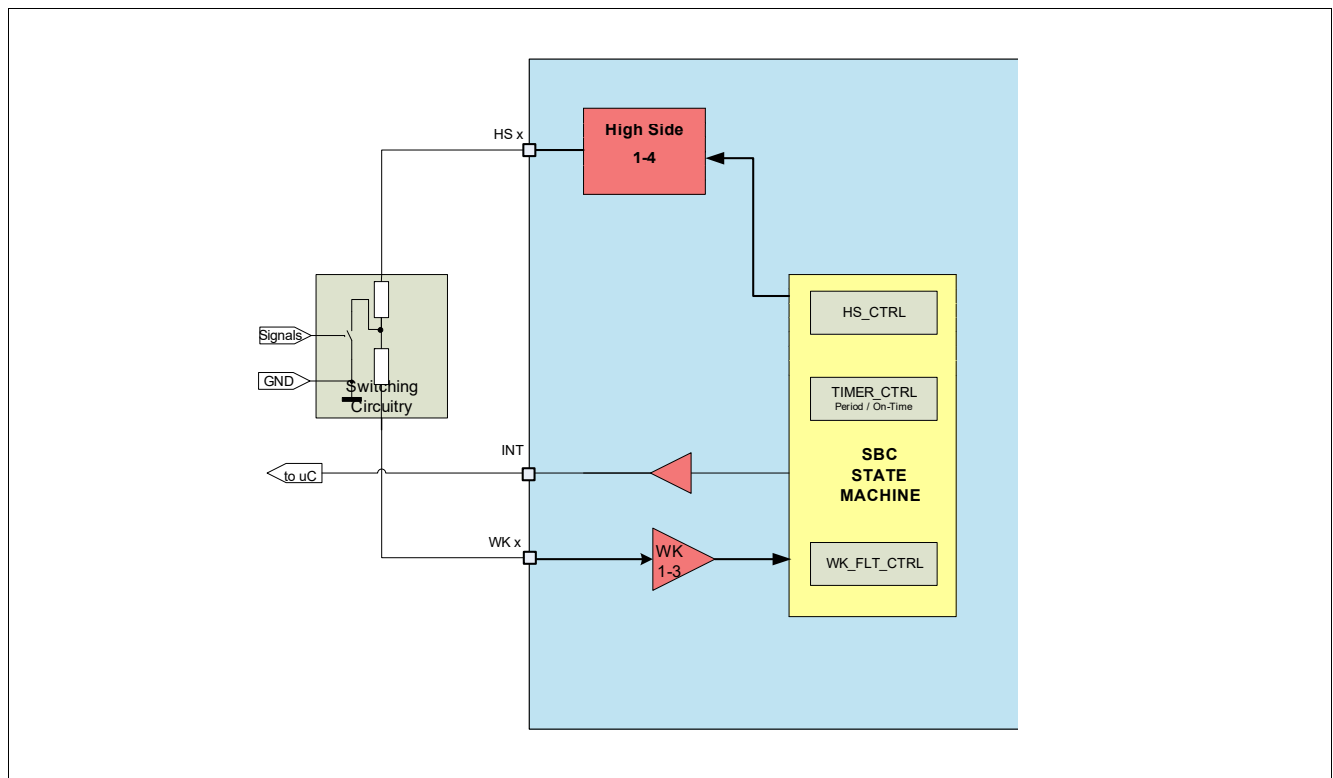 HS x
High Side
1-4
HS_CTRL
Signals
GND
Switching
Circuitry
TIMER_CTRL
Period / On-Time
INT
to uC
SBC
STATE
MACHINE
WK x
WK
1-3
WK_FLT_CTRL